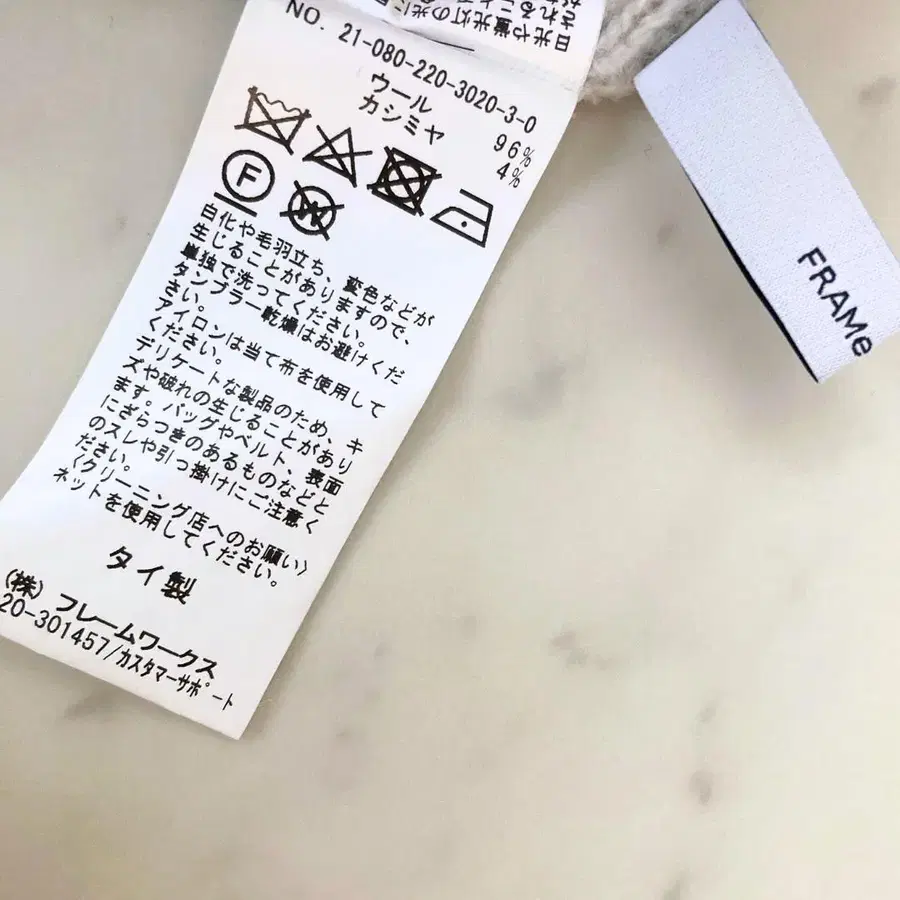 日光や蛍光灯の光に
NO. 21-080-220-3020-3-0
ウール 96%
カシミヤ 4%
F
W
白化や毛羽立ち、変色などが
生じることがありますので、
単独で洗ってください。
タンブラー乾燥はお避けくだ
さい。
アイロンは当て布を使用して
ください。
デリケートな製品のため、キ
ズや破れの生じることがあり
ます。バッグやベルト、表面
にざらつきのあるものなどと
のスレや引っ掛けにご注意く
ださい。
〈クリーニング店へのお願い〉
ネットを使用してください。
タイ製
(株) フレームワークス
20-301457/カスタマーサポート
FRAMe